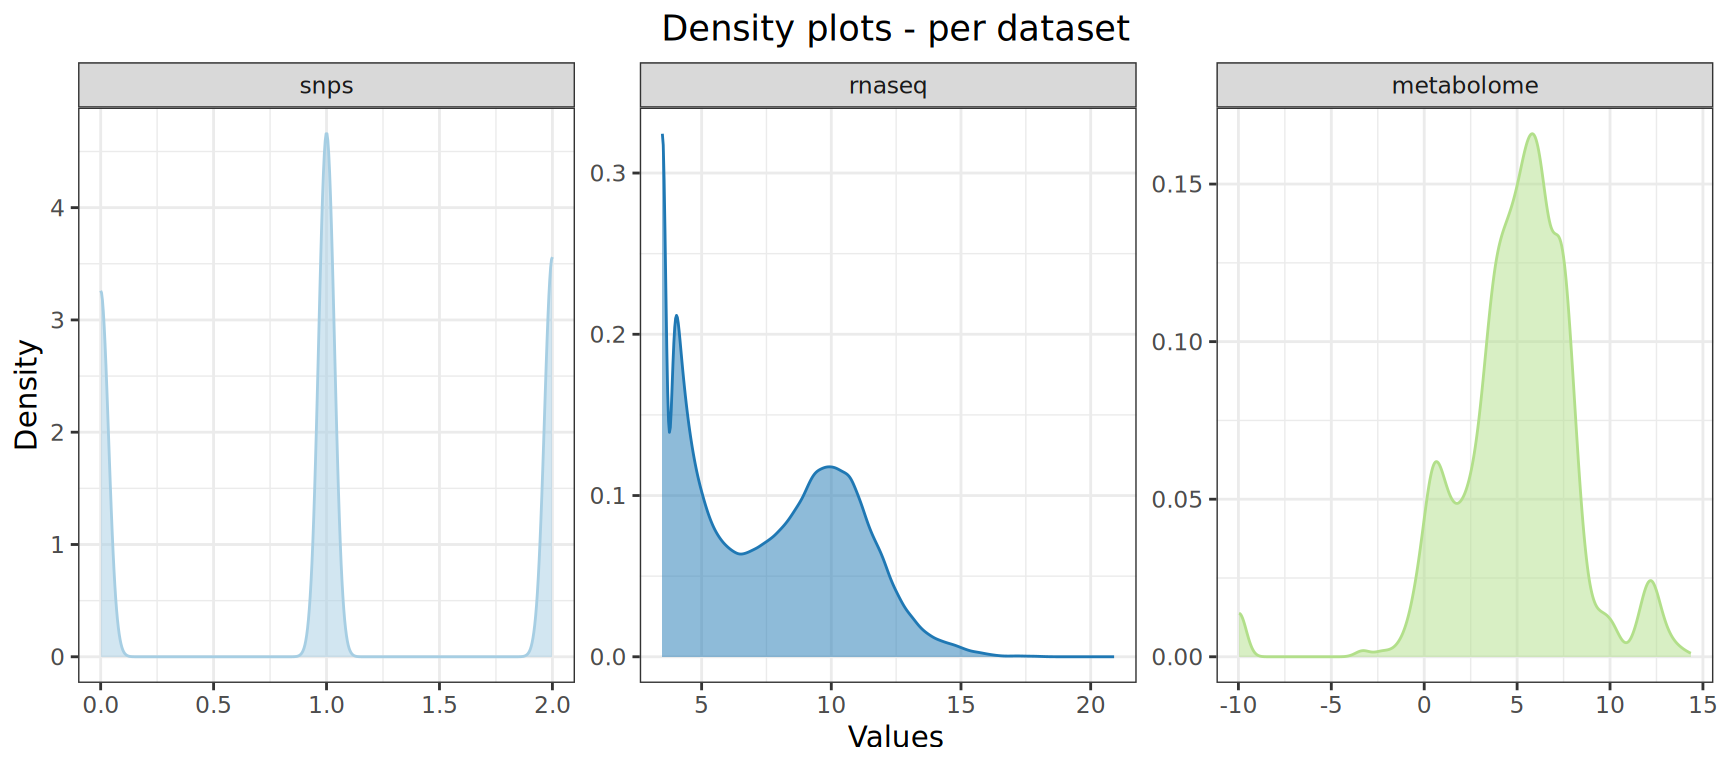 Density plots - per dataset
snps
rnaseq
metabolome
Density
4
3
2
1
0
0.3
0.2
0.1
0.0
0.15
0.10
0.05
0.00
0.0 0.5 1.0 1.5 2.0
5 10 15 20
-10 -5 0 5 10 15
Values